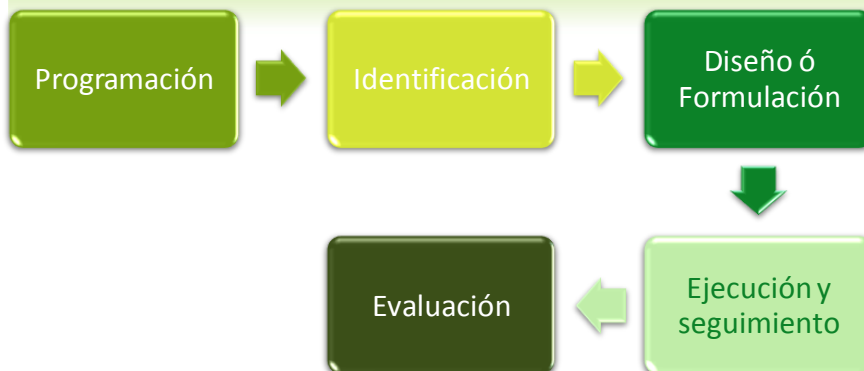 Programación
Identificación
Diseño ó
Formulación
Ejecución y
seguimiento
Evaluación